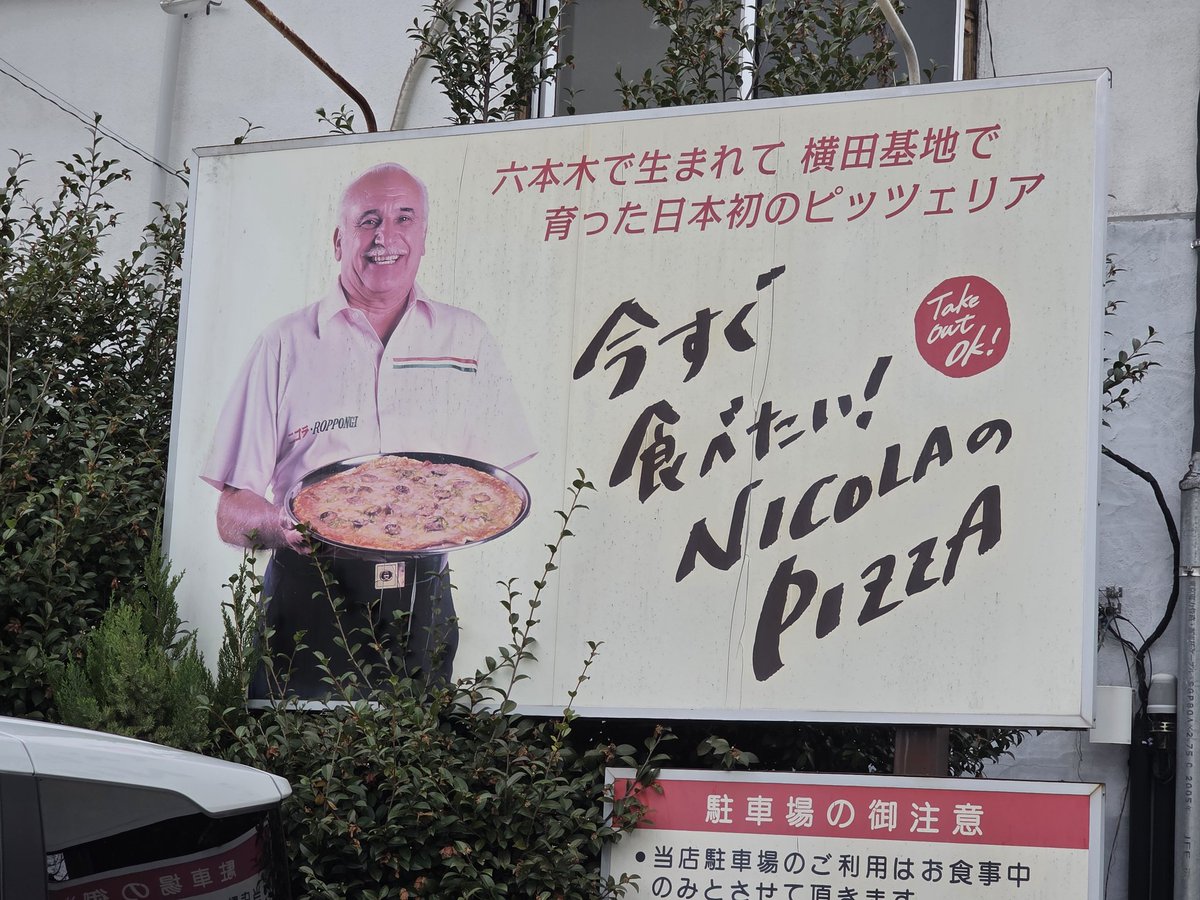 六本木で生まれて 横田基地で
育った日本初のピッツェリア
今すぐ
食べたい!
NICOLAの
PIZZA
Take
out
OK!
ニコラ・ROPPONGI
駐車場の御注意
●当店駐車場のご利用はお食事中
のみとさせて頂きます